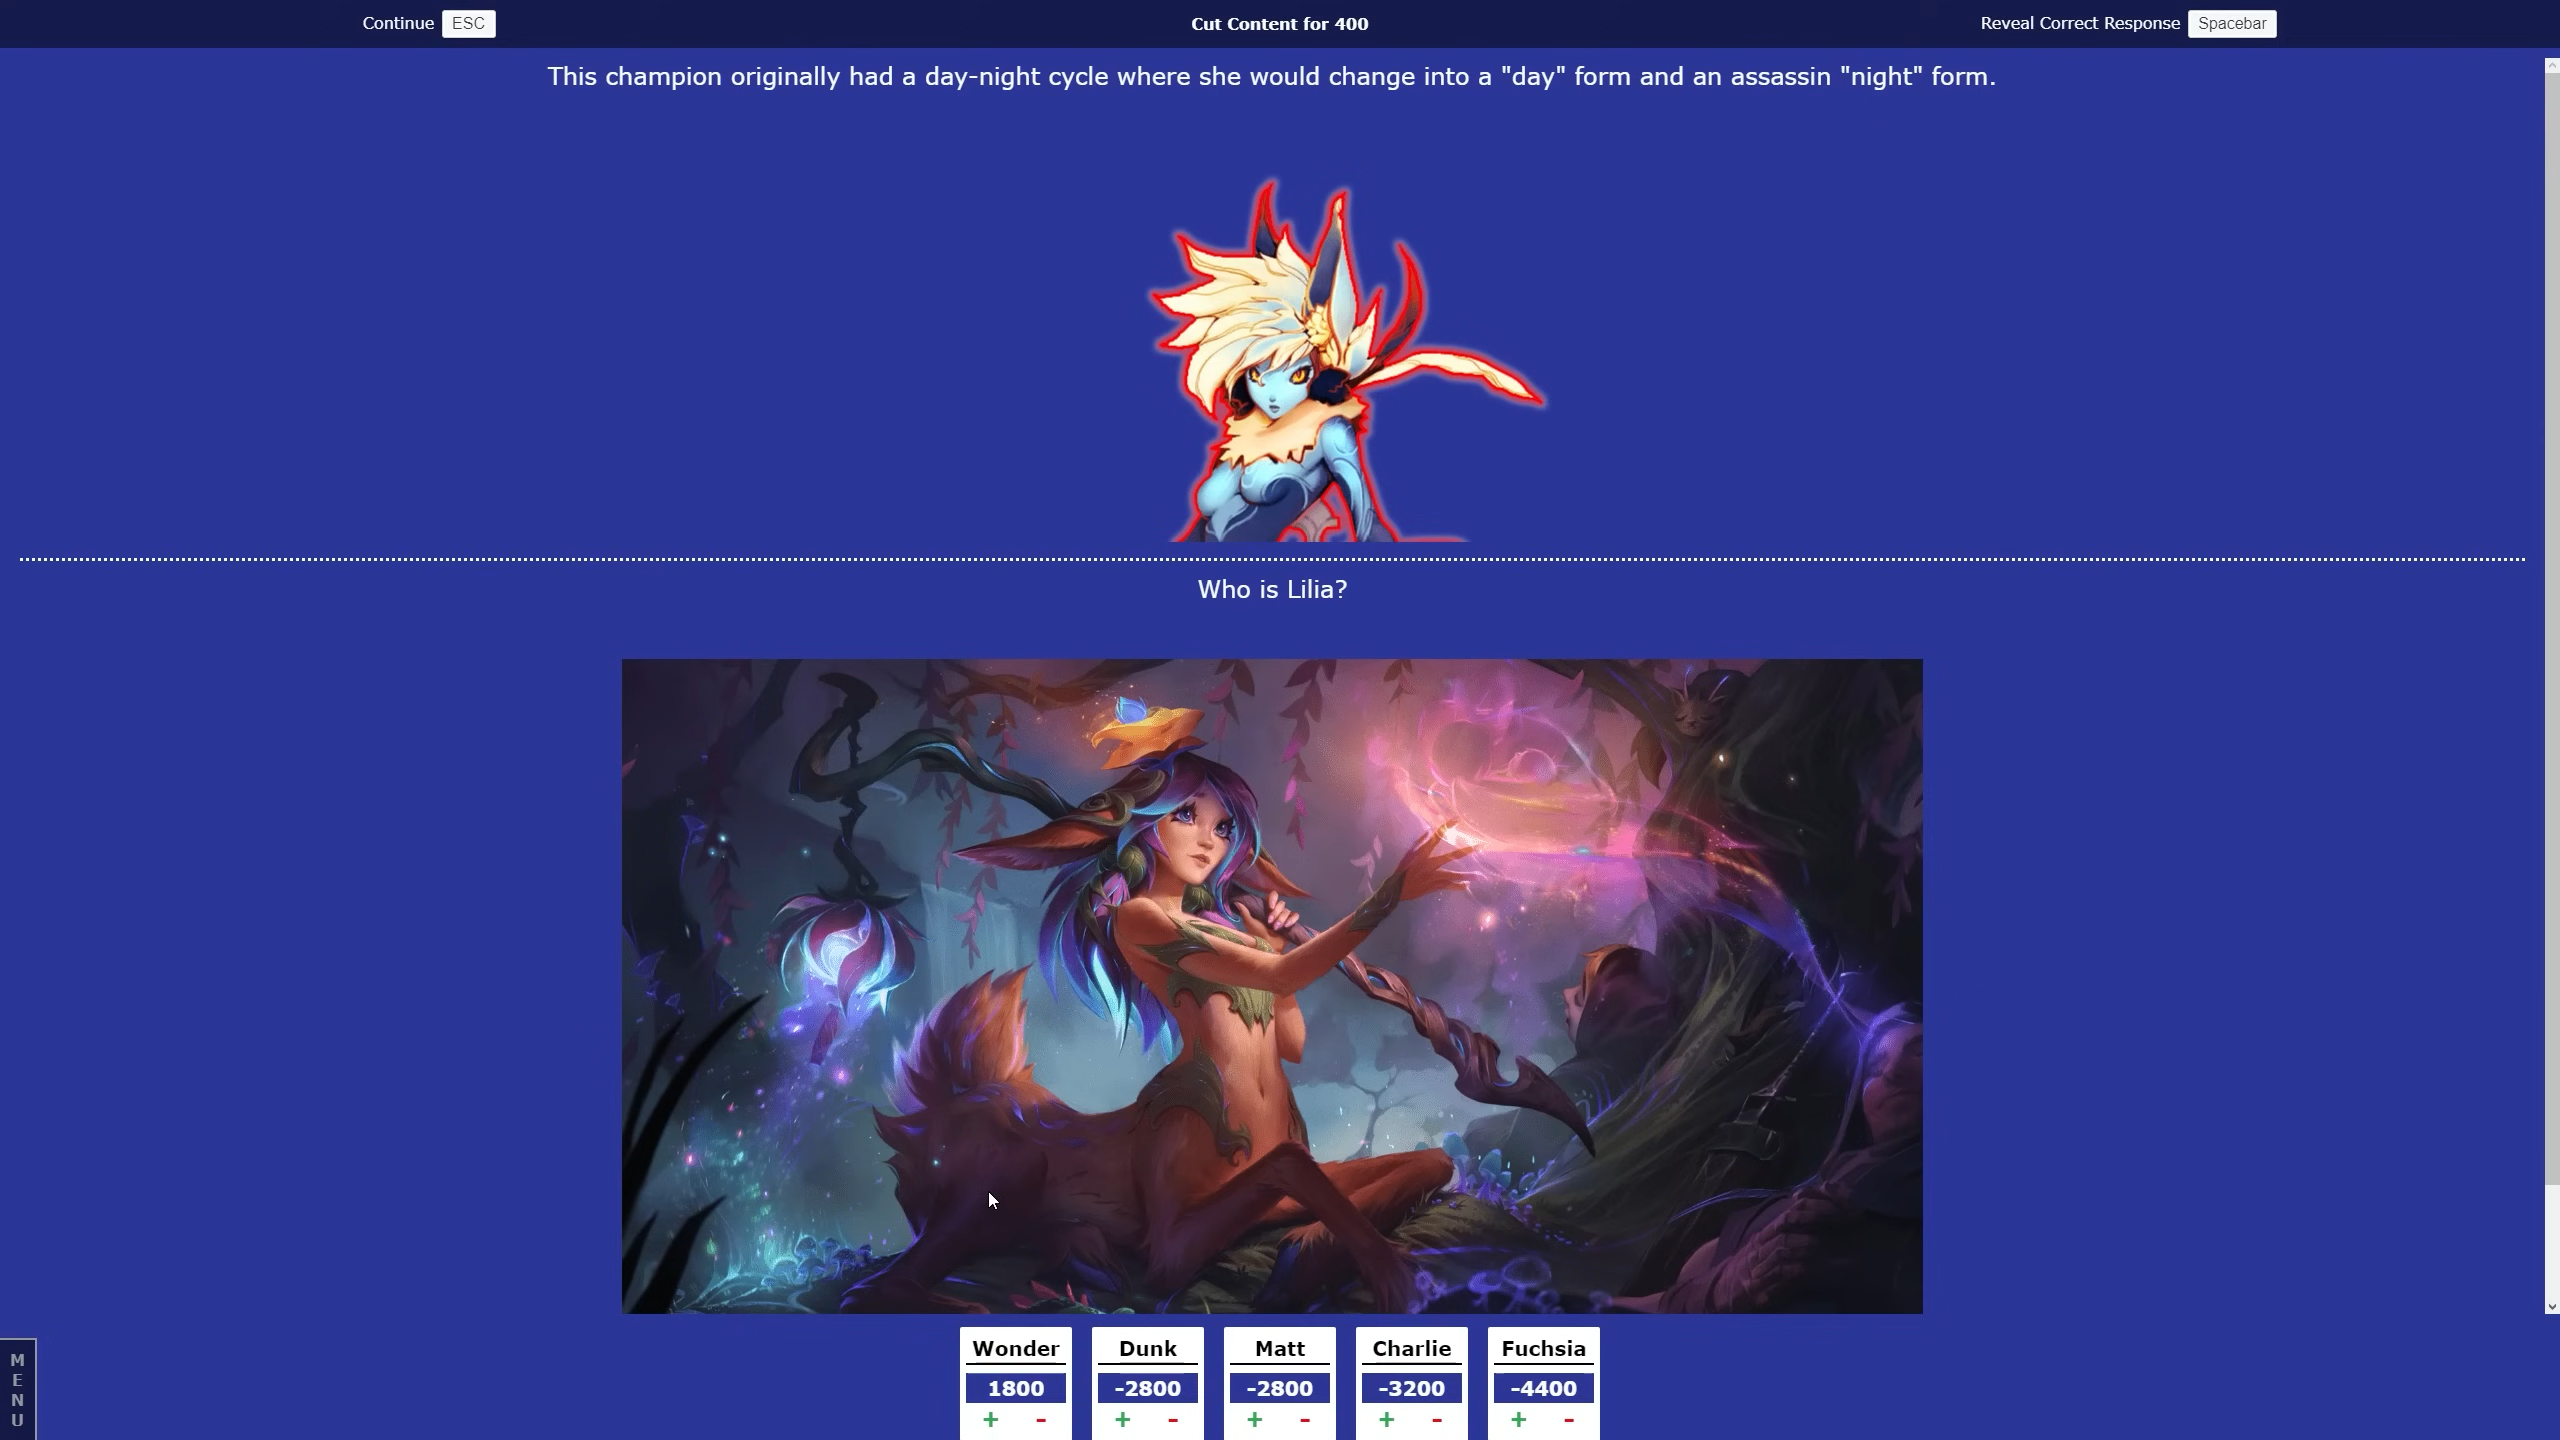 Continue ESC
Cut Content for 400
Reveal Correct Response Spacebar
This champion originally had a day-night cycle where she would change into a "day" form and an assassin "night" form.
Who is Lilia?
MENU
Wonder Dunk Matt Charlie Fuchsia
1800 -2800 -2800 -3200 -4400
+ - + - + - + - + -